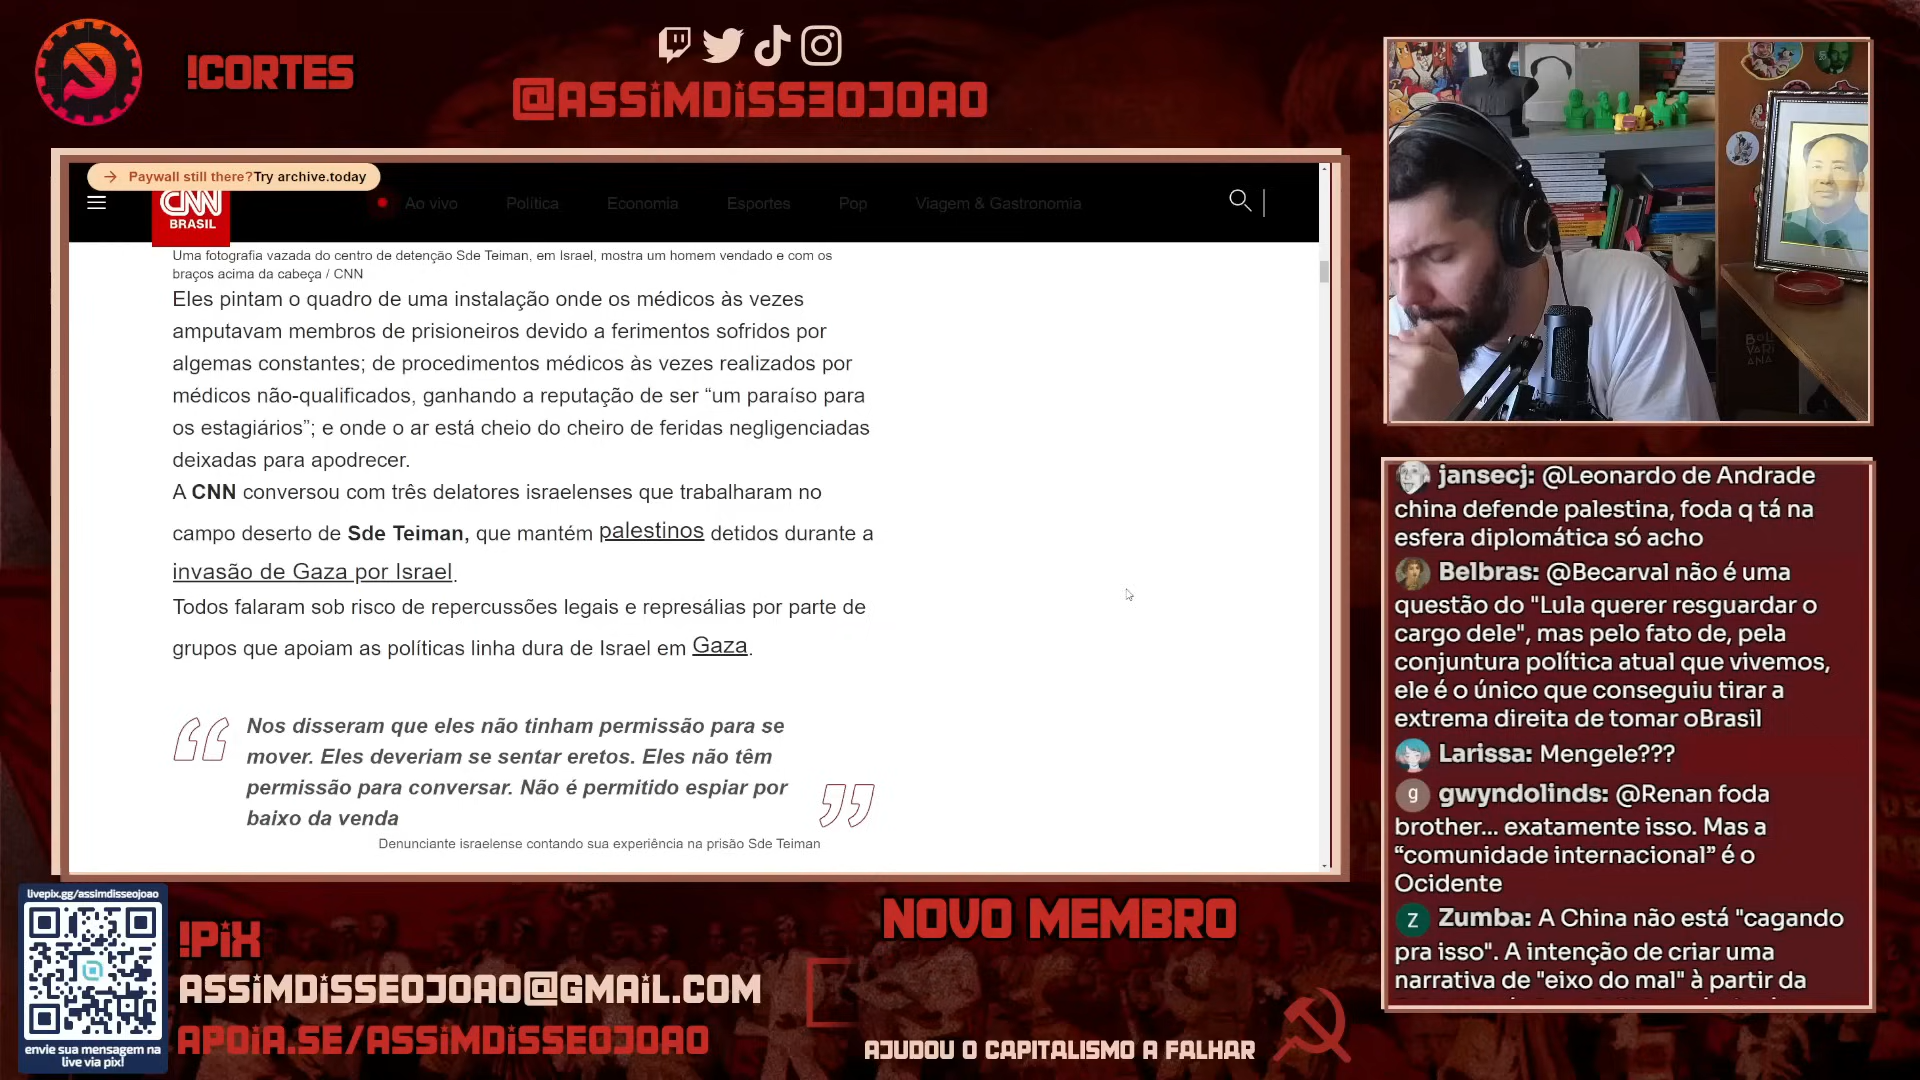 !CORTES
@ASSIMDISSEOJOAO
→ Paywall still there? Try archive.today
CNN
BRASIL
Ao vivo
Política
Economia
Esportes
Pop
Viagem & Gastronomia
Uma fotografia vazada do centro de detenção Sde Teiman, em Israel, mostra um homem vendado e com os
braços acima da cabeça / CNN
Eles pintam o quadro de uma instalação onde os médicos às vezes
amputavam membros de prisioneiros devido a ferimentos sofridos por
algemas constantes; de procedimentos médicos às vezes realizados por
médicos não-qualificados, ganhando a reputação de ser “um paraíso para
os estagiários”; e onde o ar está cheio do cheiro de feridas negligenciadas
deixadas para apodrecer.
A CNN conversou com três delatores israelenses que trabalharam no
campo deserto de Sde Teiman, que mantém palestinos detidos durante a
invasão de Gaza por Israel.
Todos falaram sob risco de repercussões legais e represálias por parte de
grupos que apoiam as políticas linha dura de Israel em Gaza.
“ Nos disseram que eles não tinham permissão para se
mover. Eles deveriam se sentar eretos. Eles não têm
permissão para conversar. Não é permitido espiar por
baixo da venda ”
Denunciante israelense contando sua experiência na prisão Sde Teiman
BOLI
VARI
ANA
jansecj: @Leonardo de Andrade
china defende palestina, foda q tá na
esfera diplomática só acho
Belbras: @Becarval não é uma
questão do "Lula querer resguardar o
cargo dele", mas pelo fato de, pela
conjuntura política atual que vivemos,
ele é o único que conseguiu tirar a
extrema direita de tomar oBrasil
Larissa: Mengele???
g gwyndolinds: @Renan foda
brother... exatamente isso. Mas a
“comunidade internacional” é o
Ocidente
Z Zumba: A China não está "cagando
pra isso". A intenção de criar uma
narrativa de "eixo do mal" à partir da
livepix.gg/assimdisseojoao
envie sua mensagem na
live via pix!
!PIX
ASSIMDISSEOJOAO@GMAIL.COM
APOIA.SE/ASSIMDISSEOJOAO
NOVO MEMBRO
AJUDOU O CAPITALISMO A FALHAR